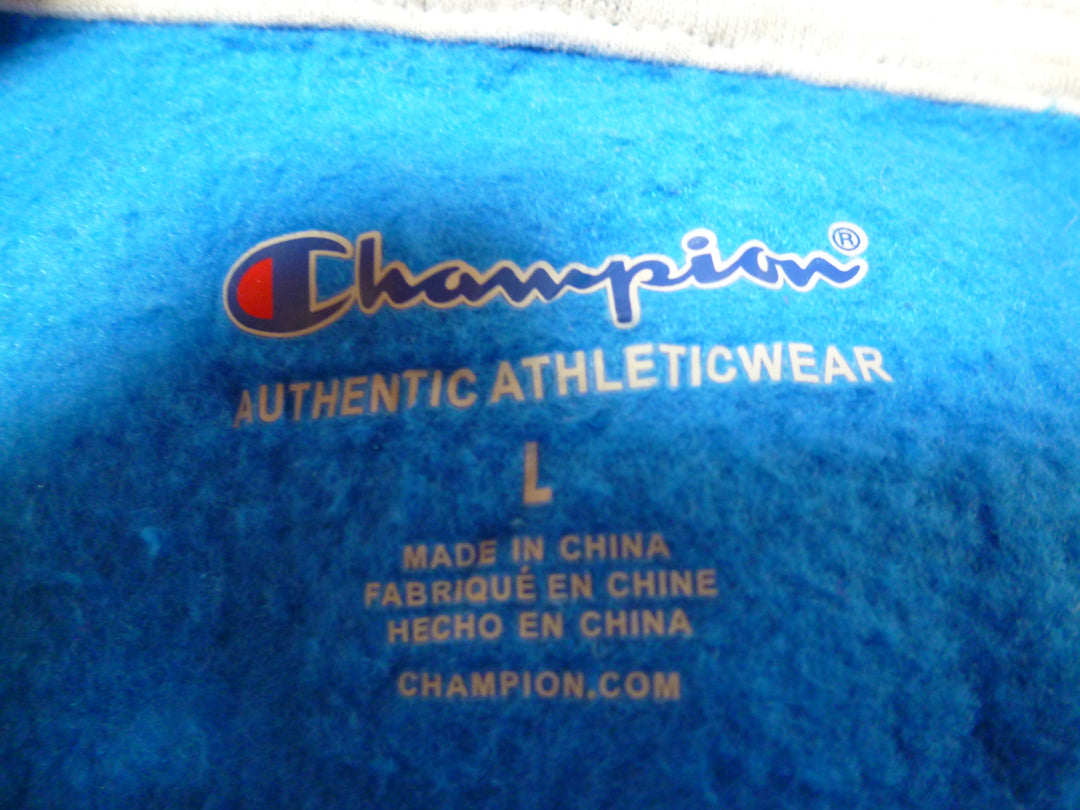 Champion®
AUTHENTIC ATHLETICWEAR
L
MADE IN CHINA
FABRIQUÉ EN CHINE
HECHO EN CHINA
CHAMPION.COM